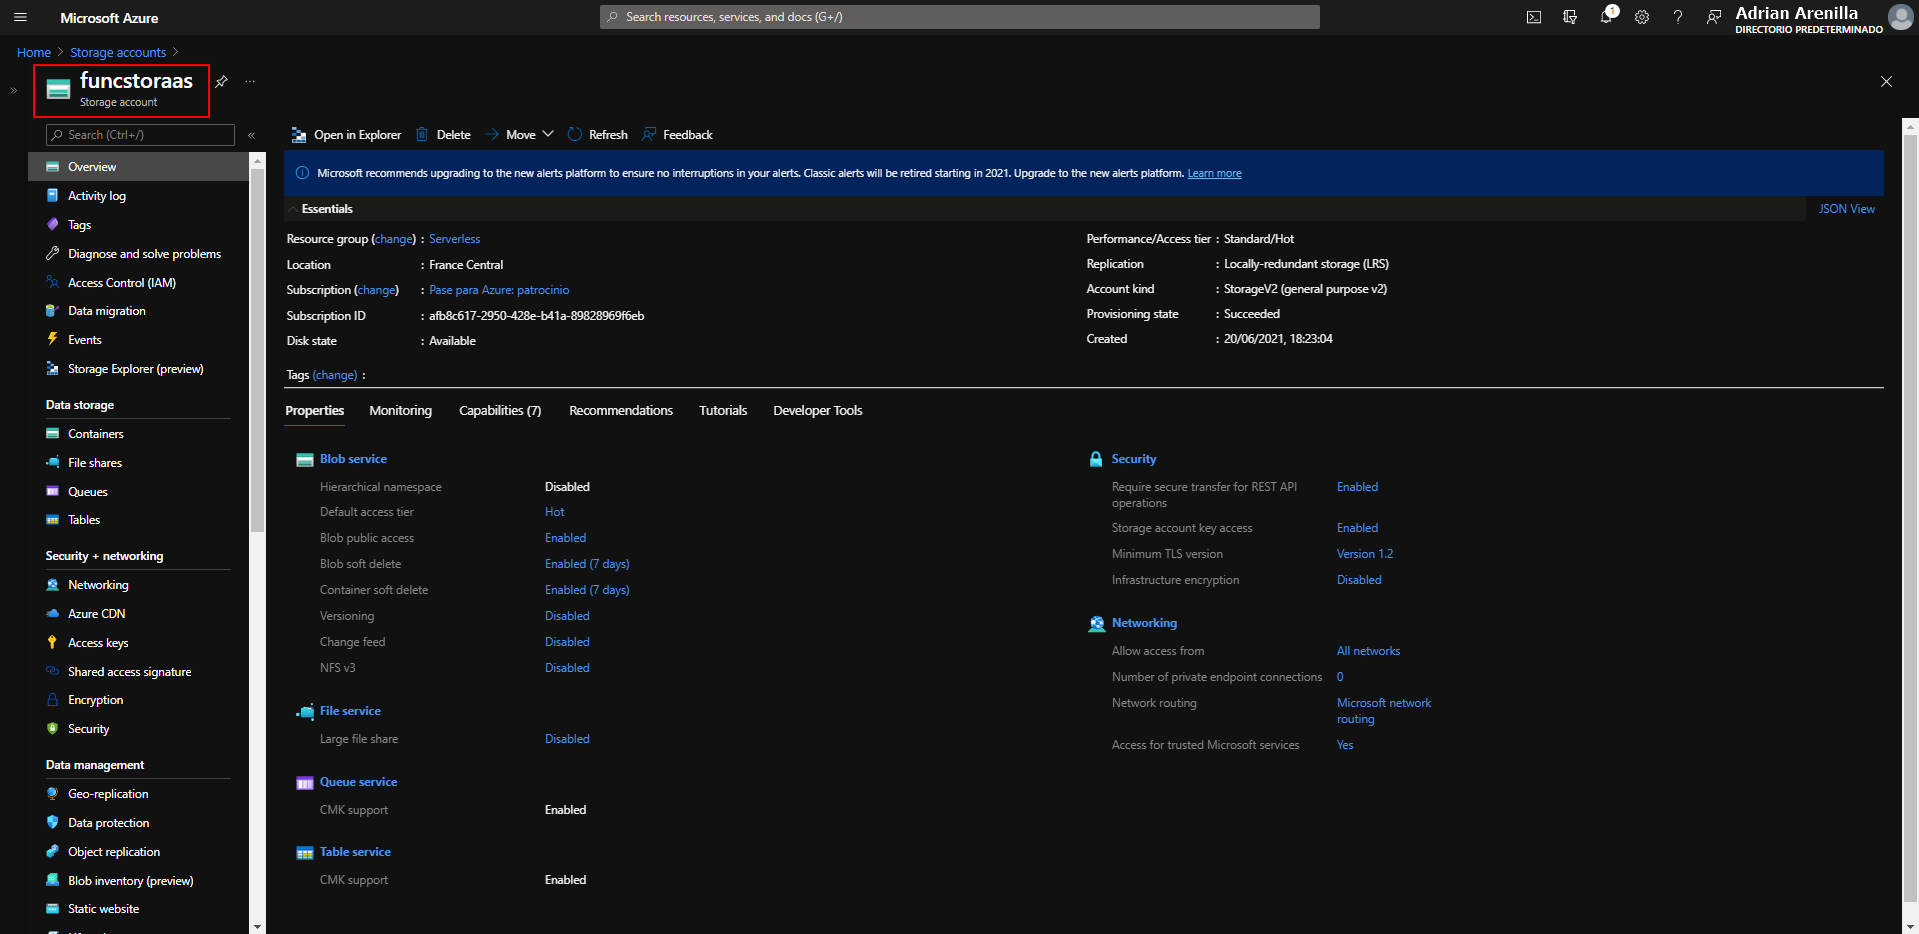 Microsoft Azure
Search resources, services, and docs (G+/)
1
Adrian Arenilla
DIRECTORIO PREDETERMINADO
Home > Storage accounts >
funcstoraas
Storage account
Search (Ctrl+/)
Overview
Activity log
Tags
Diagnose and solve problems
Access Control (IAM)
Data migration
Events
Storage Explorer (preview)
Data storage
Containers
File shares
Queues
Tables
Security + networking
Networking
Azure CDN
Access keys
Shared access signature
Encryption
Security
Data management
Geo-replication
Data protection
Object replication
Blob inventory (preview)
Static website
Open in Explorer Delete Move Refresh Feedback
Microsoft recommends upgrading to the new alerts platform to ensure no interruptions in your alerts. Classic alerts will be retired starting in 2021. Upgrade to the new alerts platform. Learn more
Essentials
JSON View
Resource group (change) : Serverless
Location : France Central
Subscription (change) : Pase para Azure: patrocinio
Subscription ID : afb8c617-2950-428e-b41a-89828969f6eb
Disk state : Available
Performance/Access tier : Standard/Hot
Replication : Locally-redundant storage (LRS)
Account kind : StorageV2 (general purpose v2)
Provisioning state : Succeeded
Created : 20/06/2021, 18:23:04
Tags (change) :
Properties Monitoring Capabilities (7) Recommendations Tutorials Developer Tools
Blob service
Hierarchical namespace Disabled
Default access tier Hot
Blob public access Enabled
Blob soft delete Enabled (7 days)
Container soft delete Enabled (7 days)
Versioning Disabled
Change feed Disabled
NFS v3 Disabled
File service
Large file share Disabled
Queue service
CMK support Enabled
Table service
CMK support Enabled
Security
Require secure transfer for REST API Enabled
operations
Storage account key access Enabled
Minimum TLS version Version 1.2
Infrastructure encryption Disabled
Networking
Allow access from All networks
Number of private endpoint connections 0
Network routing Microsoft network
routing
Access for trusted Microsoft services Yes